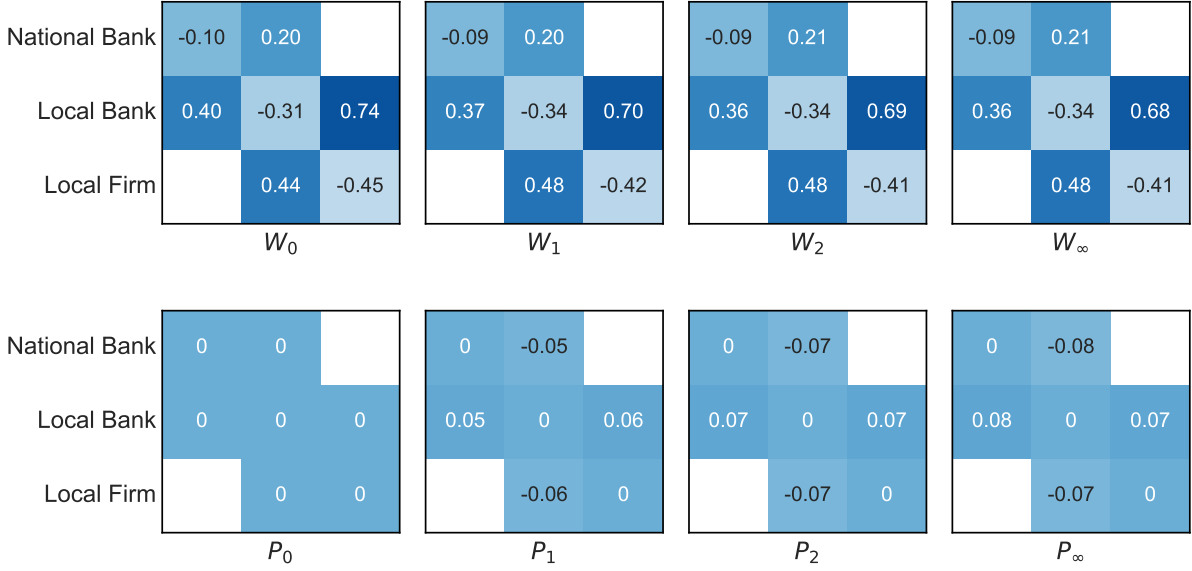 National Bank -0.10 0.20 -0.09 0.20 -0.09 0.21 -0.09 0.21
Local Bank 0.40 -0.31 0.74 0.37 -0.34 0.70 0.36 -0.34 0.69 0.36 -0.34 0.68
Local Firm 0.44 -0.45 0.48 -0.42 0.48 -0.41 0.48 -0.41
W₀ W₁ W₂ W∞
National Bank 0 0 0 -0.05 0 -0.07 0 -0.08
Local Bank 0 0 0 0.05 0 0.06 0.07 0 0.07 0.08 0 0.07
Local Firm 0 0 -0.06 0 -0.07 0 -0.07 0
P₀ P₁ P₂ P∞